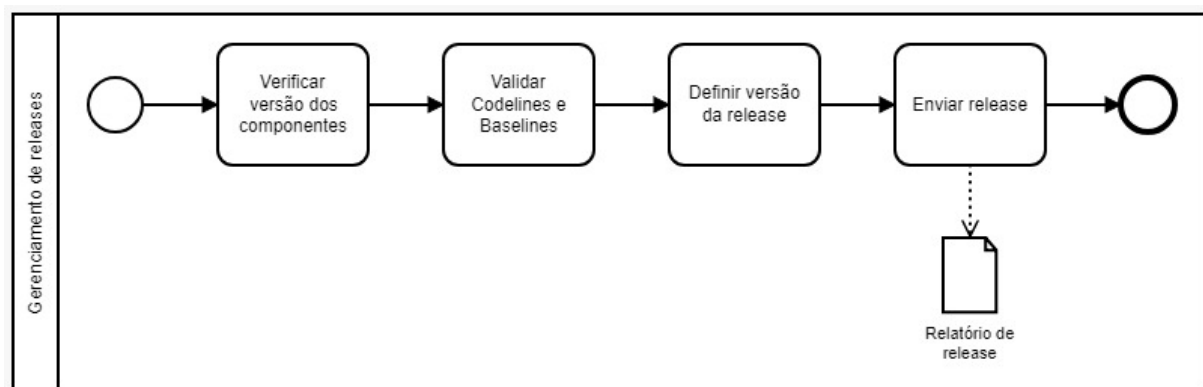 Gerenciamento de releases
Verificar
versão dos
componentes
Validar
Codelines e
Baselines
Definir versão
da release
Enviar release
Relatório de
release